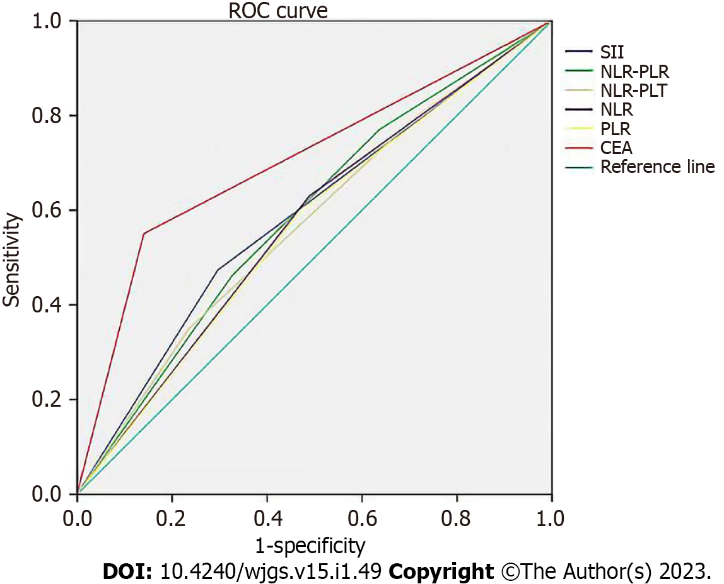 ROC curve
1.0
0.8
0.6
0.4
0.2
0.0
Sensitivity
0.0 0.2 0.4 0.6 0.8 1.0
1-specificity
SII
NLR-PLR
NLR-PLT
NLR
PLR
CEA
Reference line
DOI: 10.4240/wjgs.v15.i1.49 Copyright ©The Author(s) 2023.